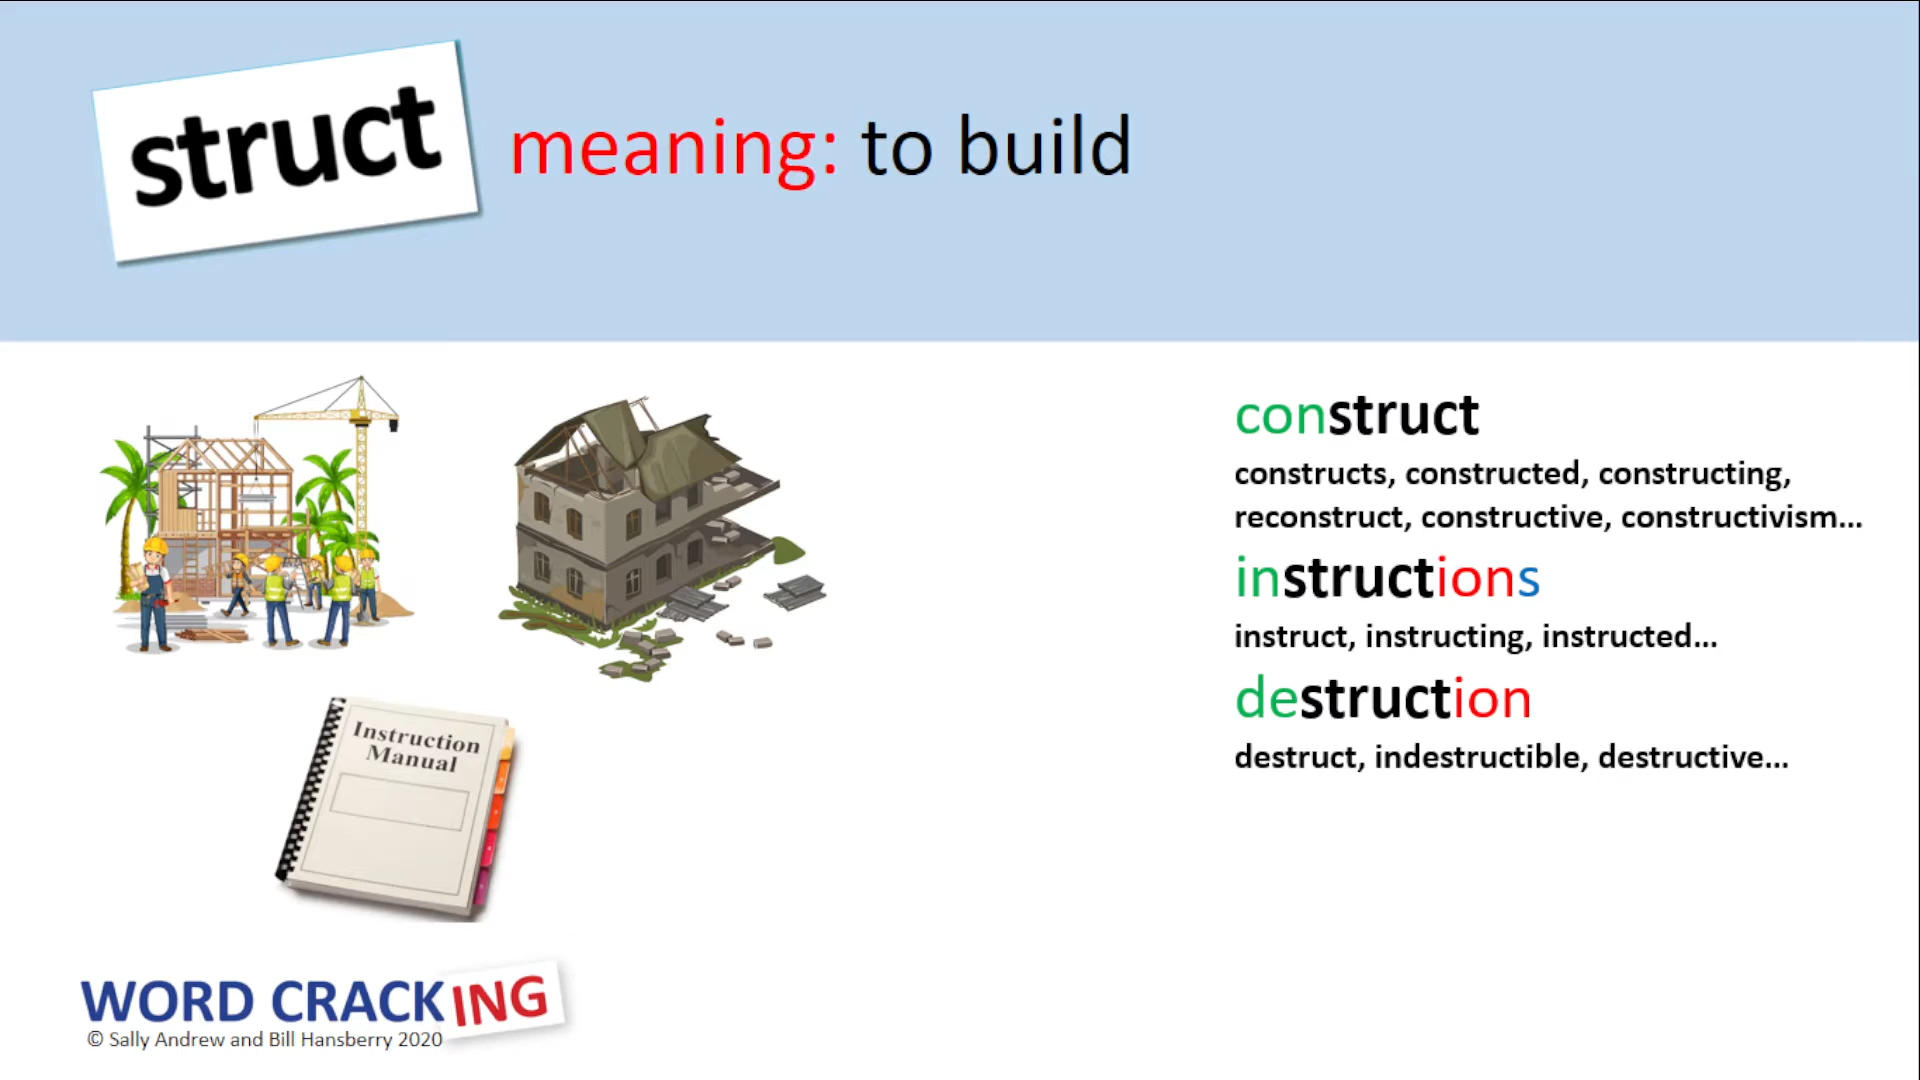 struct
meaning: to build
construct
constructs, constructed, constructing,
reconstruct, constructive, constructivism...
instructions
instruct, instructing, instructed...
destruction
destruct, indestructible, destructive...
Instruction
Manual
WORD CRACKING
© Sally Andrew and Bill Hansberry 2020